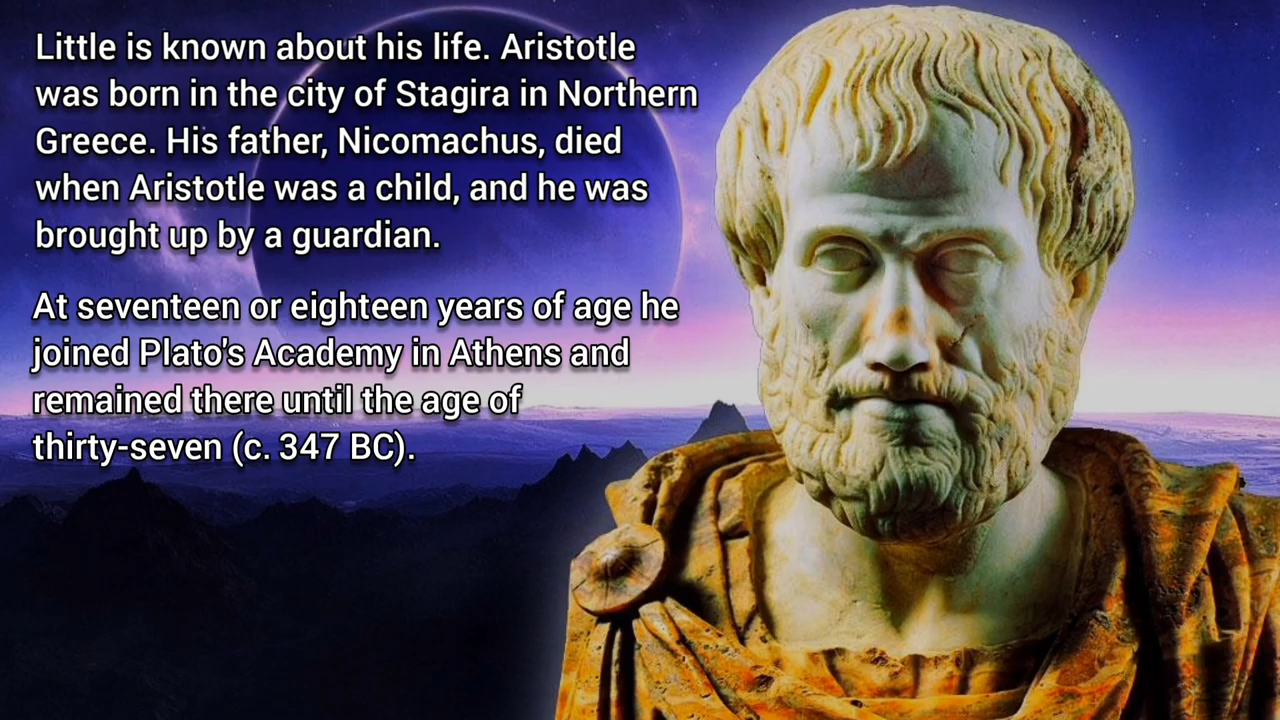 Little is known about his life. Aristotle
was born in the city of Stagira in Northern
Greece. His father, Nicomachus, died
when Aristotle was a child, and he was
brought up by a guardian.
At seventeen or eighteen years of age he
joined Plato's Academy in Athens and
remained there until the age of
thirty-seven (c. 347 BC).